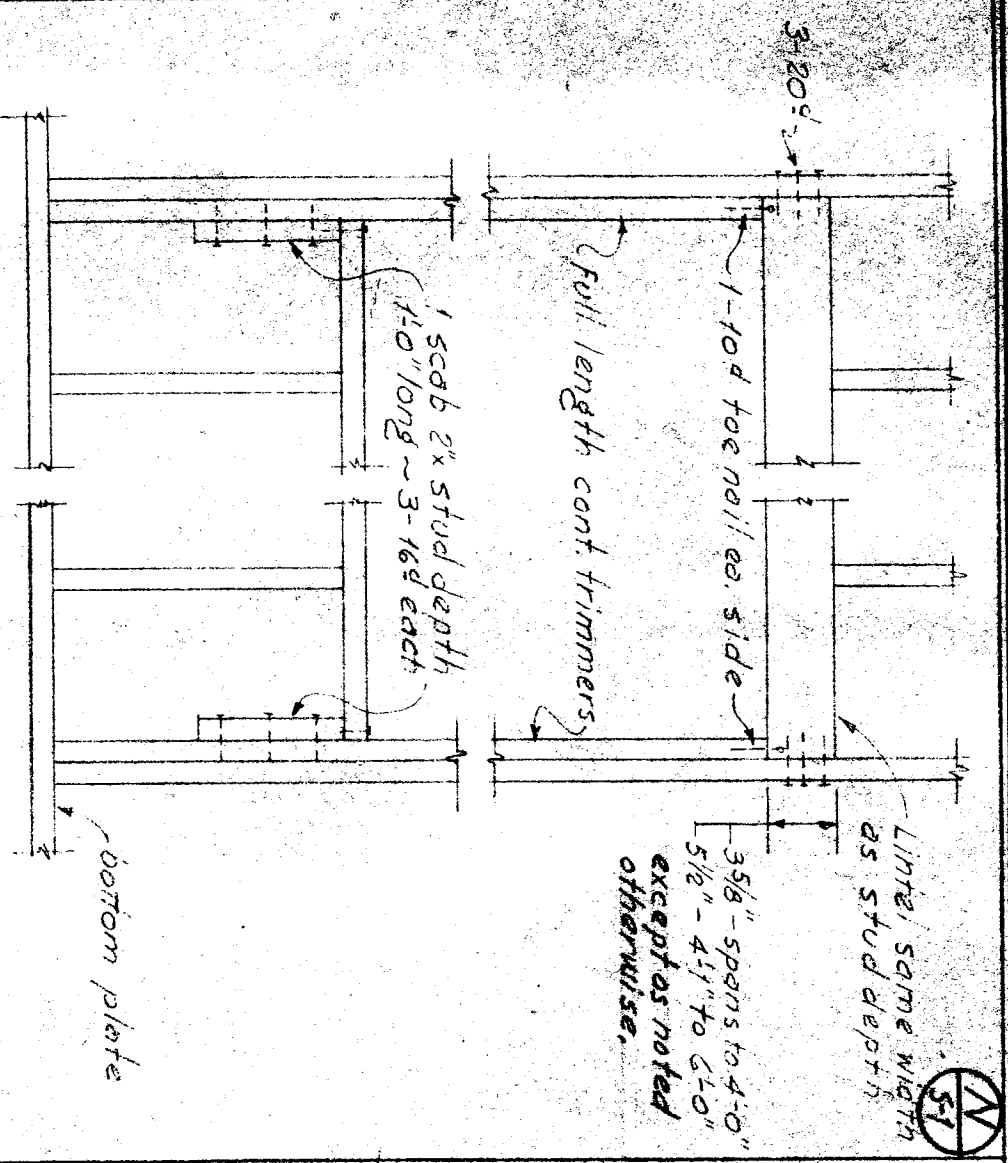 N
S-1
Lintel same width
as stud depth
3 5/8" - spans to 4'-0"
5 1/2" - 4'-1" to 6'-0"
except as noted
otherwise.
3-20d
1-10d toe nail ea. side
full length cont. trimmers
1 scab 2"x stud depth
1'-0" long ~ 3-16d each
bottom plate